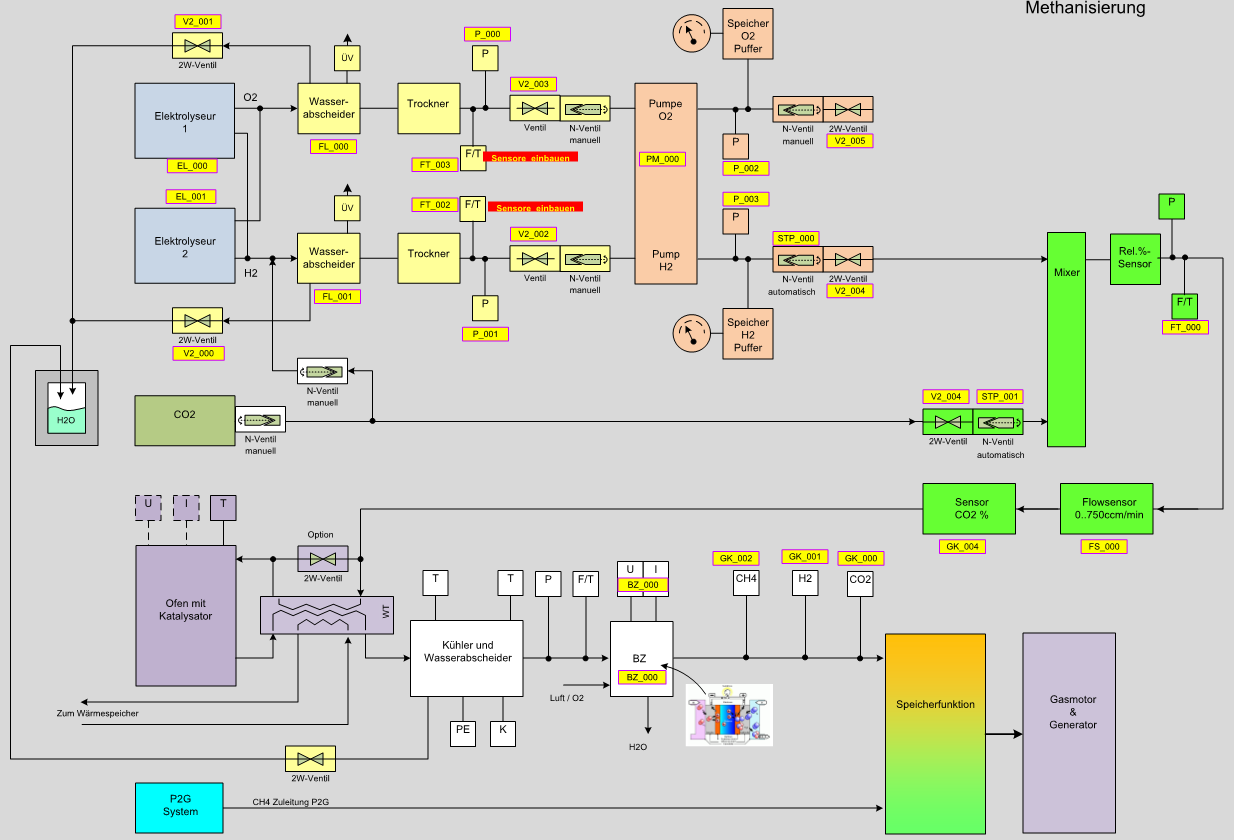 Methanisierung
V2_001
2W-Ventil
ÜV
P_000
P
Speicher
O2
Puffer
Elektrolyseur
1
EL_000
O2
Wasser-
abscheider
FL_000
Trockner
V2_003
Ventil
N-Ventil
manuell
FT_003
F/T
Sensore einbauen
Pumpe
O2
PM_000
P
P_002
N-Ventil
manuell
2W-Ventil
V2_005
EL_001
Elektrolyseur
2
H2
ÜV
Wasser-
abscheider
FL_001
Trockner
FT_002
F/T
Sensore einbauen
V2_002
Ventil
N-Ventil
manuell
P
P_001
Pump
H2
P_003
P
STP_000
N-Ventil
automatisch
2W-Ventil
V2_004
Speicher
H2
Puffer
Mixer
Rel.%-
Sensor
P
F/T
FT_000
2W-Ventil
V2_000
H2O
N-Ventil
manuell
CO2
N-Ventil
manuell
V2_004
STP_001
2W-Ventil
N-Ventil
automatisch
Sensor
CO2 %
GK_004
Flowsensor
0..750ccm/min
FS_000
U
I
T
Option
2W-Ventil
Ofen mit
Katalysator
WT
T
T
P
F/T
U
I
BZ_000
GK_002
CH4
GK_001
H2
GK_000
CO2
Kühler und
Wasserabscheider
BZ
BZ_000
Luft / O2
H2O
PE
K
Zum Wärmespeicher
2W-Ventil
Speicherfunktion
Gasmotor
&
Generator
P2G
System
CH4 Zuleitung P2G